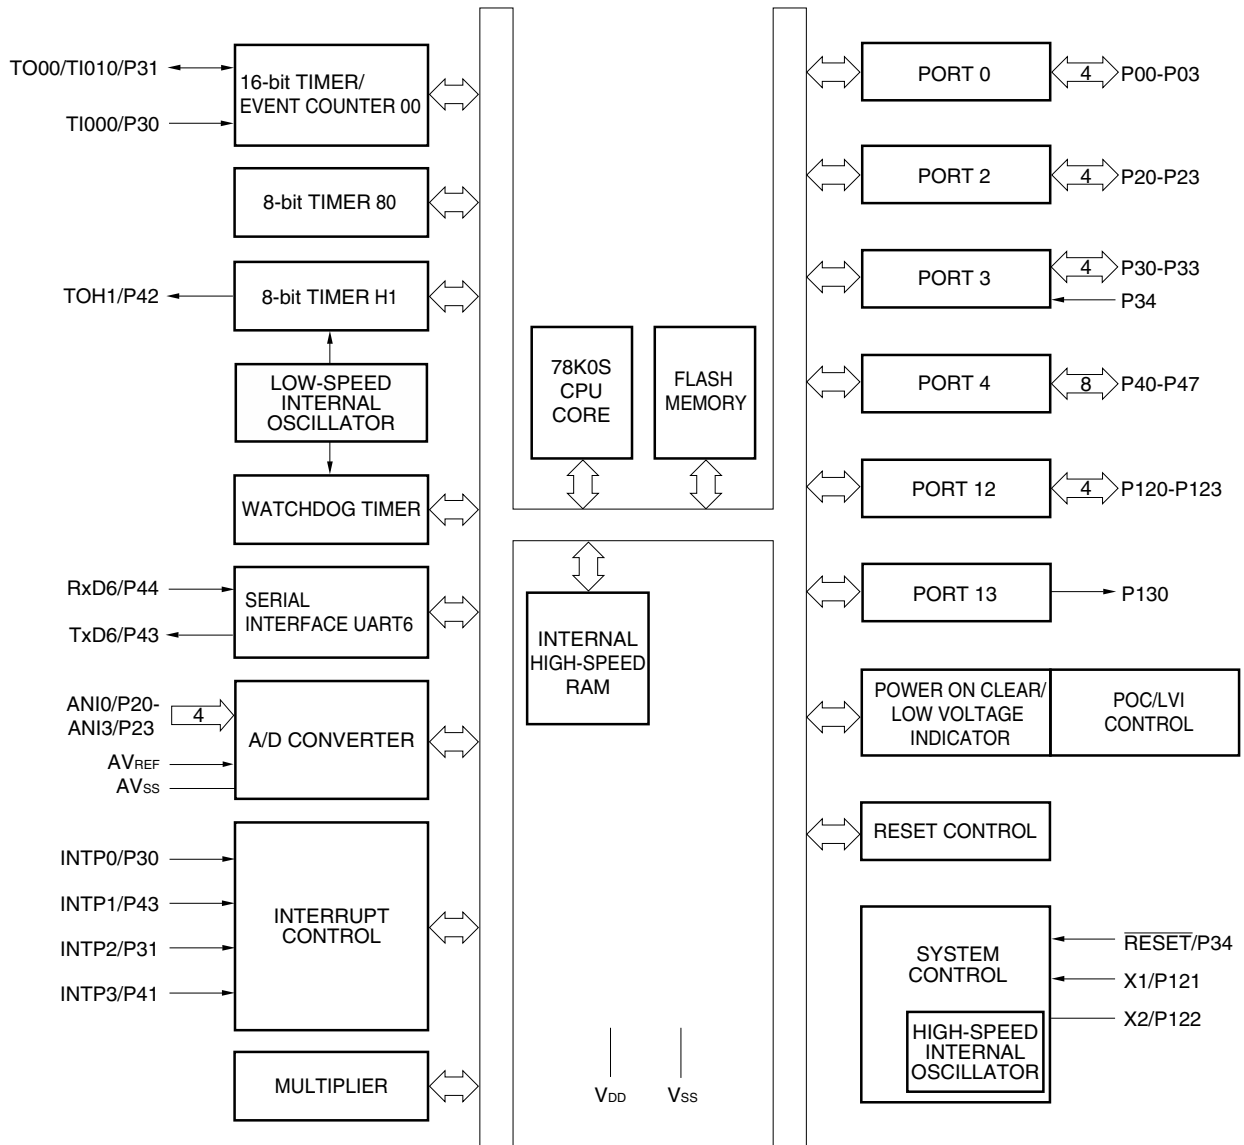 TO00/TI010/P31
TI000/P30
16-bit TIMER/
EVENT COUNTER 00
8-bit TIMER 80
TOH1/P42
8-bit TIMER H1
LOW-SPEED
INTERNAL
OSCILLATOR
WATCHDOG TIMER
RxD6/P44
TxD6/P43
SERIAL
INTERFACE UART6
ANI0/P20-
ANI3/P23
4
AVREF
AVSS
A/D CONVERTER
INTP0/P30
INTP1/P43
INTP2/P31
INTP3/P41
INTERRUPT
CONTROL
MULTIPLIER
78K0S
CPU
CORE
FLASH
MEMORY
INTERNAL
HIGH-SPEED
RAM
VDD
VSS
PORT 0
4
P00-P03
PORT 2
4
P20-P23
PORT 3
4
P30-P33
P34
PORT 4
8
P40-P47
PORT 12
4
P120-P123
PORT 13
P130
POWER ON CLEAR/
LOW VOLTAGE
INDICATOR
POC/LVI
CONTROL
RESET CONTROL
SYSTEM
CONTROL
HIGH-SPEED
INTERNAL
OSCILLATOR
RESET/P34
X1/P121
X2/P122